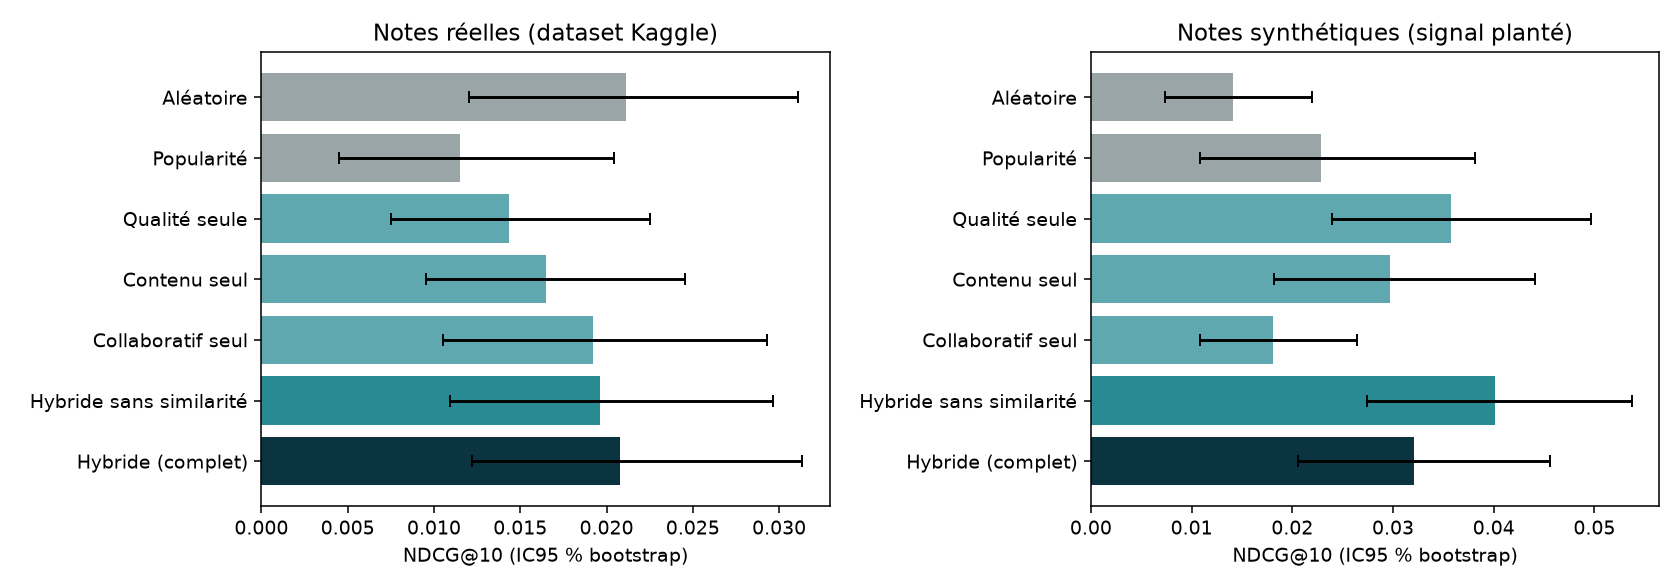 Notes réelles (dataset Kaggle)
Aléatoire
Popularité
Qualité seule
Contenu seul
Collaboratif seul
Hybride sans similarité
Hybride (complet)
0.000 0.005 0.010 0.015 0.020 0.025 0.030
NDCG@10 (IC95 % bootstrap)
Notes synthétiques (signal planté)
Aléatoire
Popularité
Qualité seule
Contenu seul
Collaboratif seul
Hybride sans similarité
Hybride (complet)
0.00 0.01 0.02 0.03 0.04 0.05
NDCG@10 (IC95 % bootstrap)